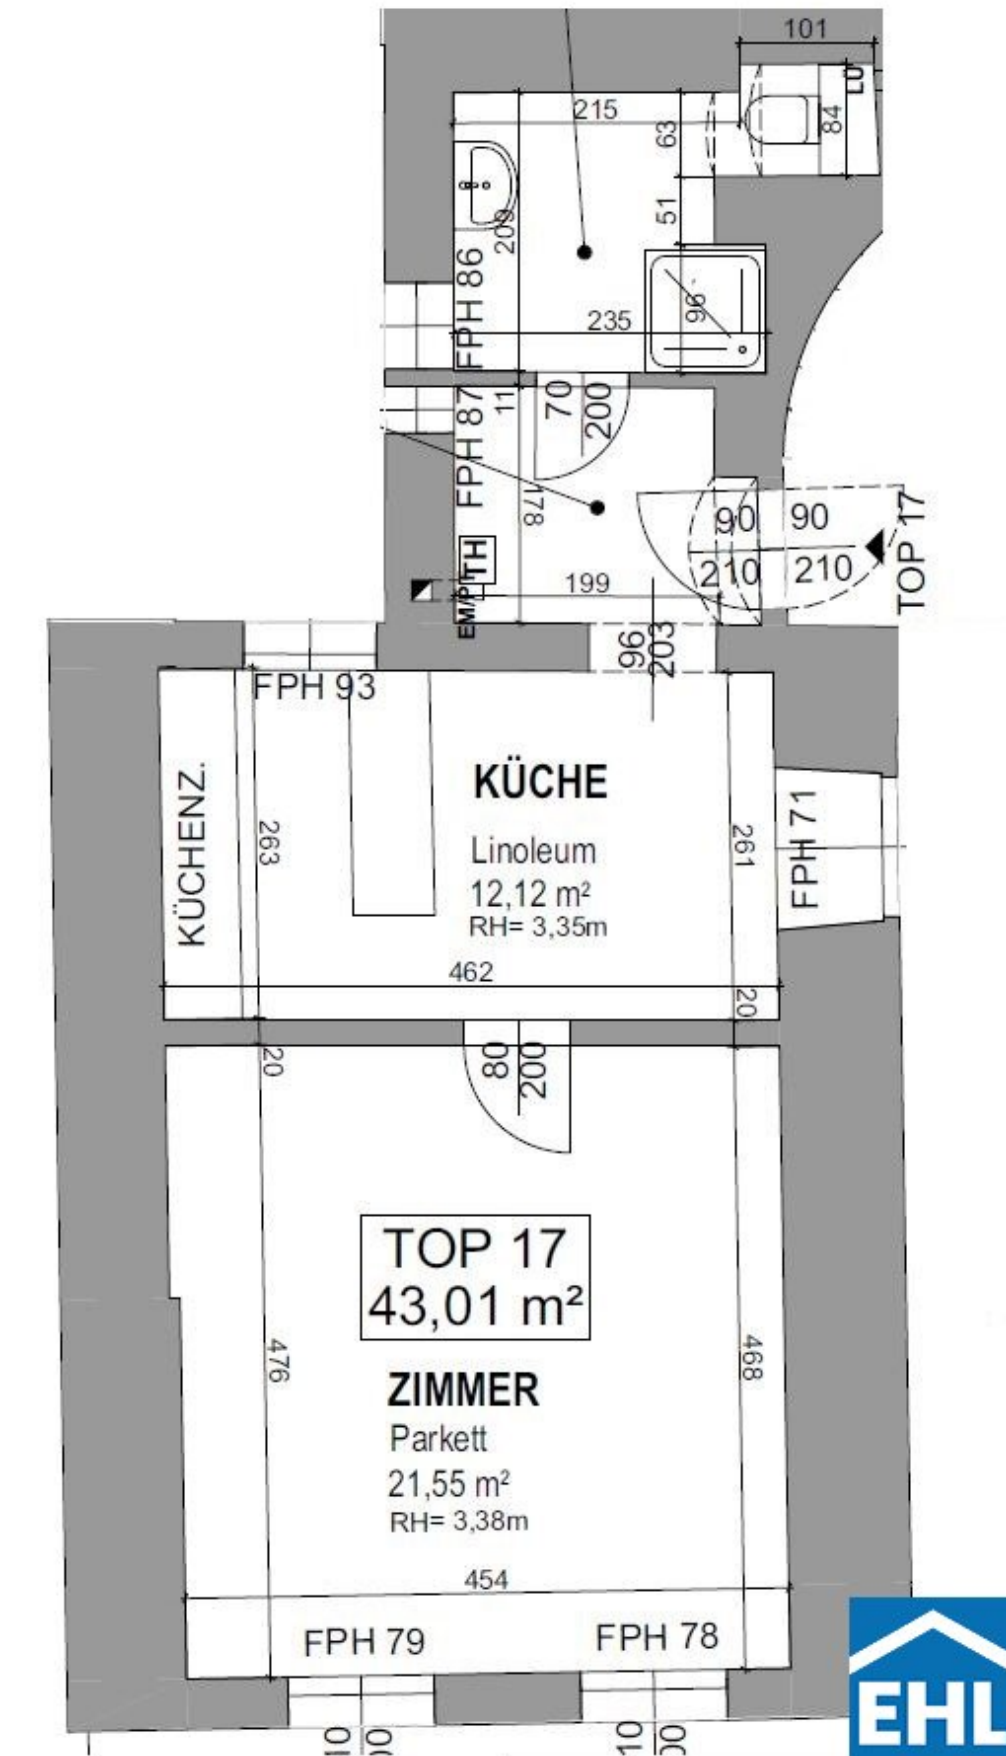 101
LÜ
215
63
84
209
51
FPH 86
96
235
11
70
200
FPH 87
178
90
90
210
210
TOP 17
TH
199
96
203
FPH 93
KÜCHE
KÜCHENZ.
263
Linoleum
12,12 m²
RH= 3,35m
261
FPH 71
462
20
20
80
200
TOP 17
43,01 m²
476
468
ZIMMER
Parkett
21,55 m²
RH= 3,38m
454
FPH 79
FPH 78
EHL